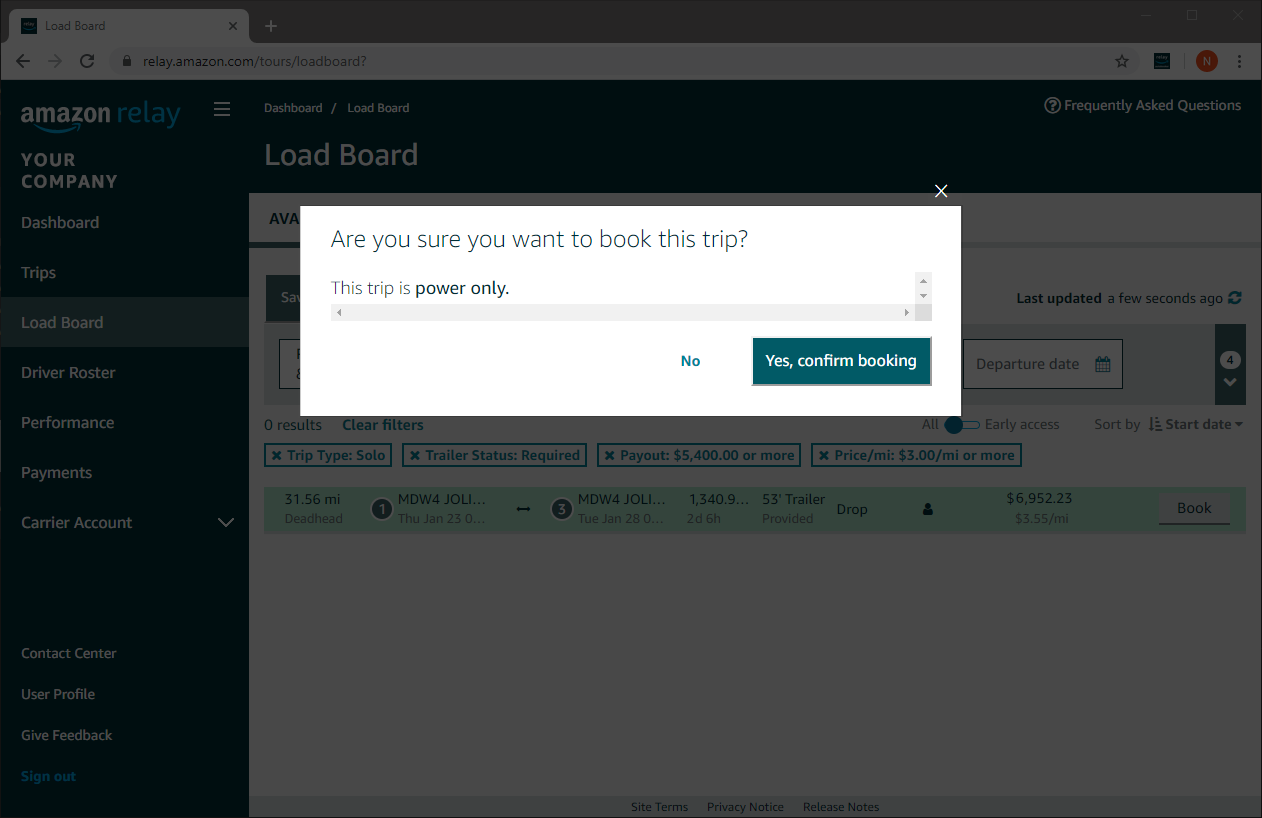 Load Board
relay.amazon.com/tours/loadboard?
N
amazon relay
Dashboard / Load Board
Frequently Asked Questions
Load Board
YOUR
COMPANY
Dashboard
Trips
Load Board
Driver Roster
Performance
Payments
Carrier Account
Contact Center
User Profile
Give Feedback
Sign out
AVA
Are you sure you want to book this trip?
This trip is power only.
No
Yes, confirm booking
Sav
Last updated a few seconds ago
Departure date
4
0 results Clear filters
All Early access Sort by Start date
Trip Type: Solo Trailer Status: Required Payout: $5,400.00 or more Price/mi: $3.00/mi or more
31.56 mi 1 MDW4 JOLI... 3 MDW4 JOLI... 1,340.9... 53' Trailer Drop $6,952.23 Book
Deadhead Thu Jan 23 0... Tue Jan 28 0... 2d 6h Provided $3.55/mi
Site Terms Privacy Notice Release Notes